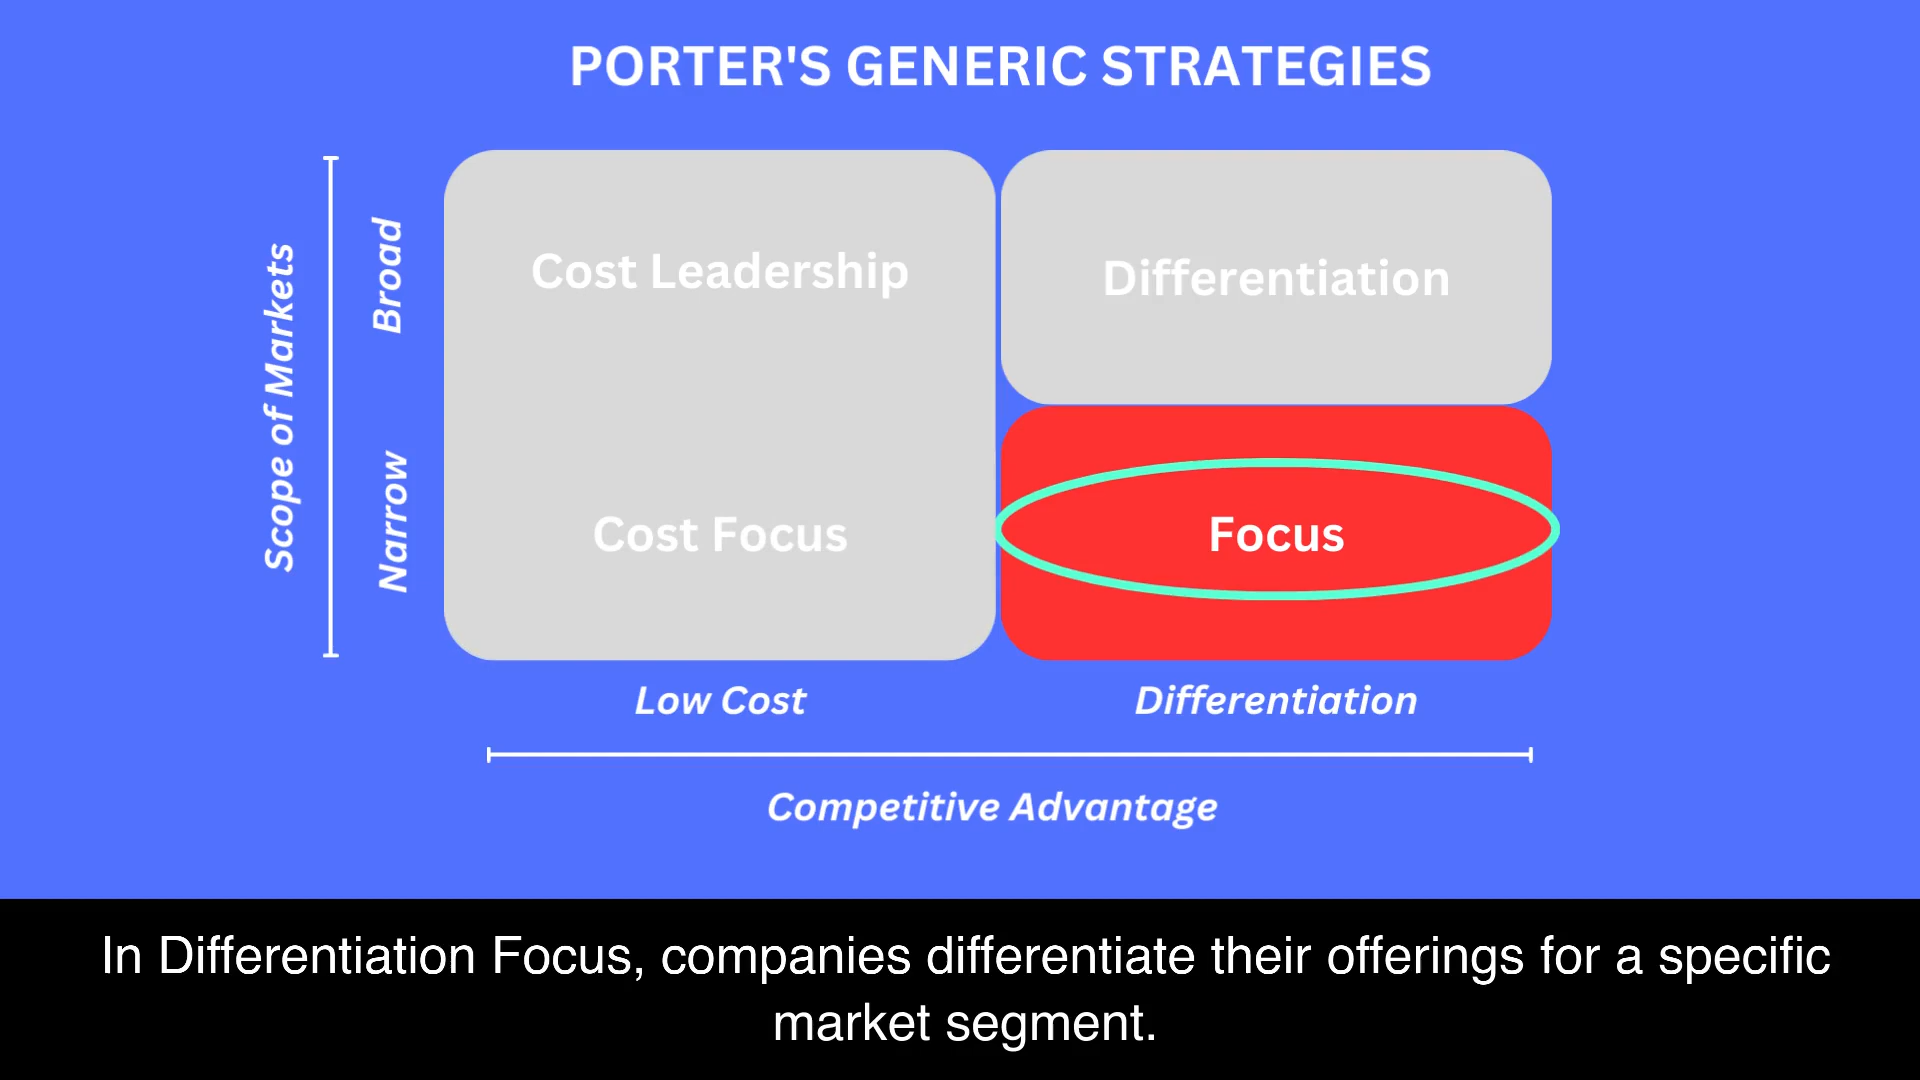 PORTER'S GENERIC STRATEGIES
Scope of Markets
Broad
Narrow
Cost Leadership
Differentiation
Cost Focus
Focus
Low Cost
Differentiation
Competitive Advantage
In Differentiation Focus, companies differentiate their offerings for a specific
market segment.